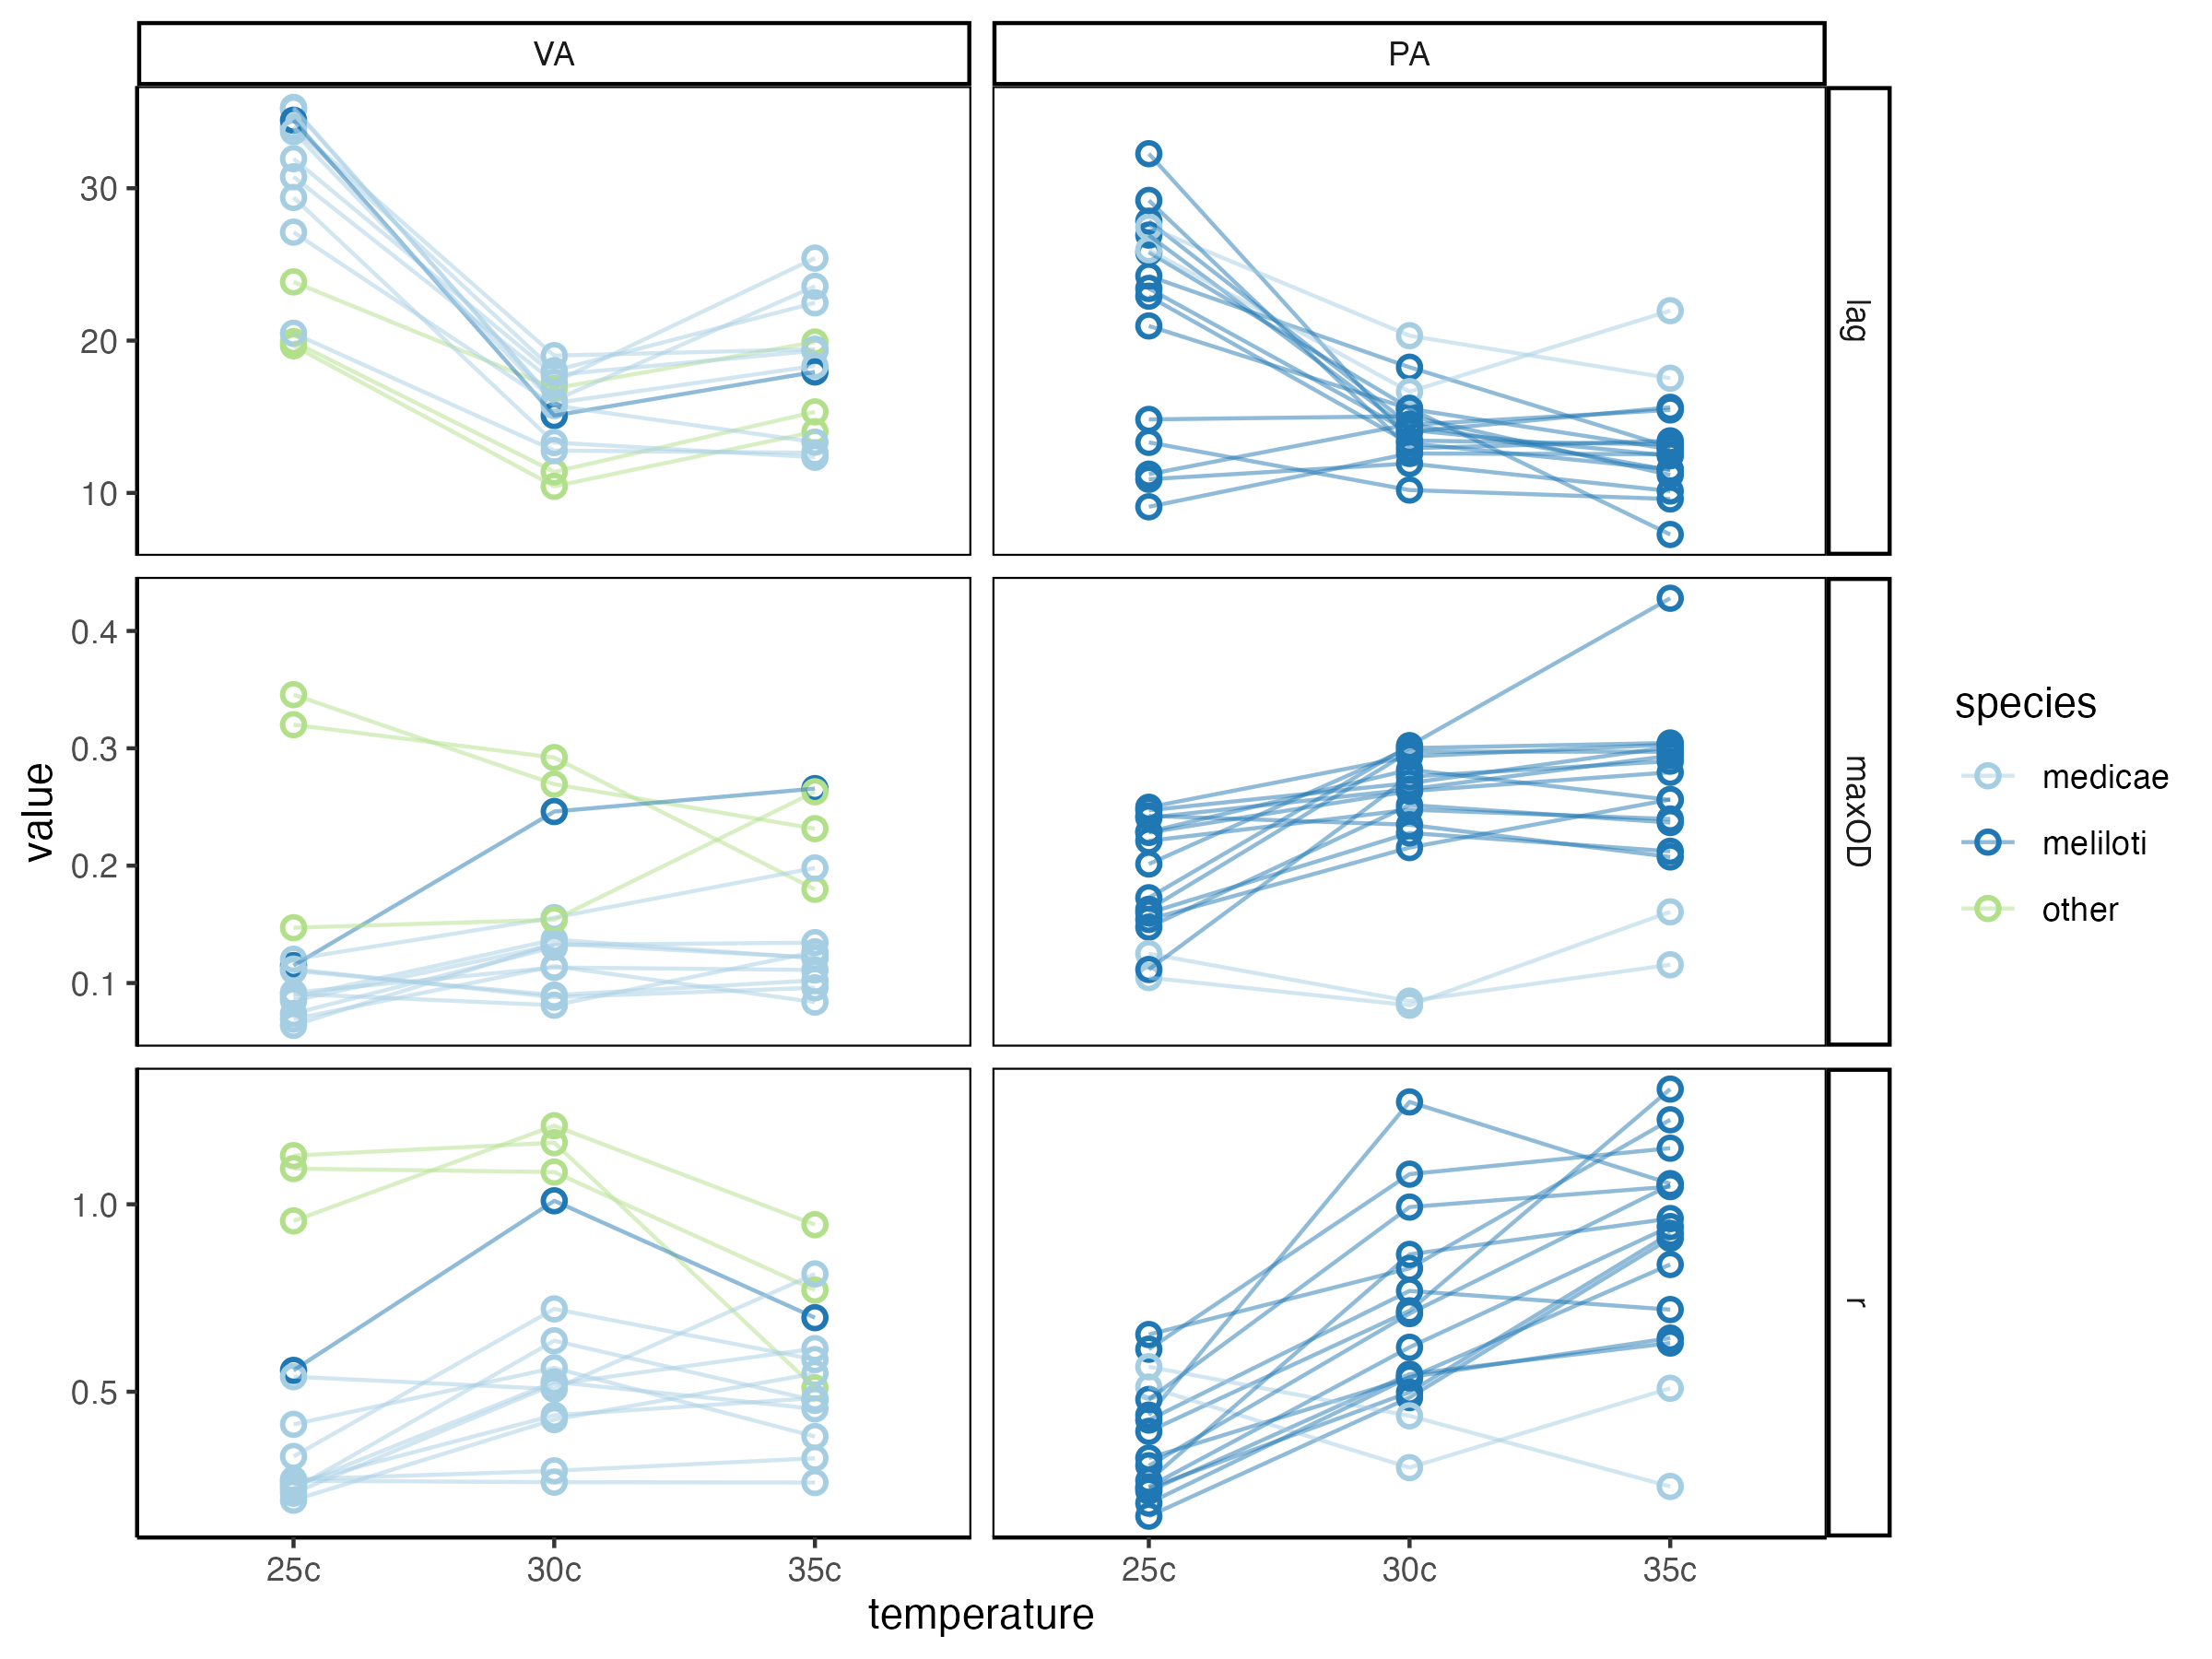 VA
PA
30
20
10
lag
0.4
0.3
0.2
0.1
maxOD
1.0
0.5
r
value
25c
30c
35c
25c
30c
35c
temperature
species
medicae
meliloti
other